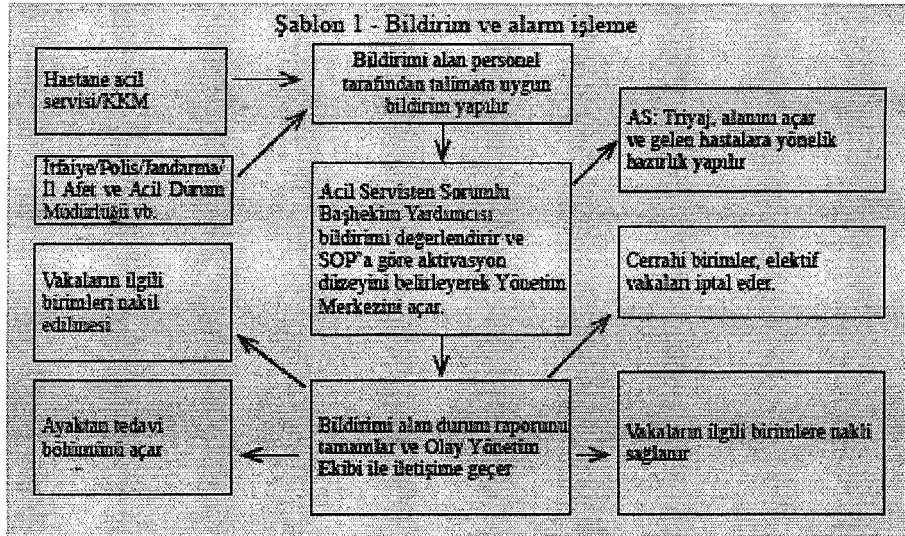 Şablon 1 - Bildirim ve alarm işleme
Hastane acil
servisi/KKM
Bildirimi alan personel
tarafından talimata uygun
bildirim yapılır
AS: Triyaj, alanını açar
ve gelen hastalara yönelik
hazırlık yapılır
İtfaiye/Polis/Jandarma/
İl Afet ve Acil Durum
Müdürlüğü vb.
Acil Servisten Sorumlu
Başhekim Yardımcısı
bildirimi değerlendirir ve
SOP'a göre aktivasyon
düzeyini belirleyerek Yönetim
Merkezini açar.
Cerrahi birimler, elektif
vakaları iptal eder.
Vakaların ilgili
birimleri nakil
edilmesi
Ayaktan tedavi
bölümünü açar
Bildirimi alan durum raporunu
tamamlar ve Olay Yönetim
Ekibi ile iletişime geçer
Vakaların ilgili birimlere nakli
sağlanır